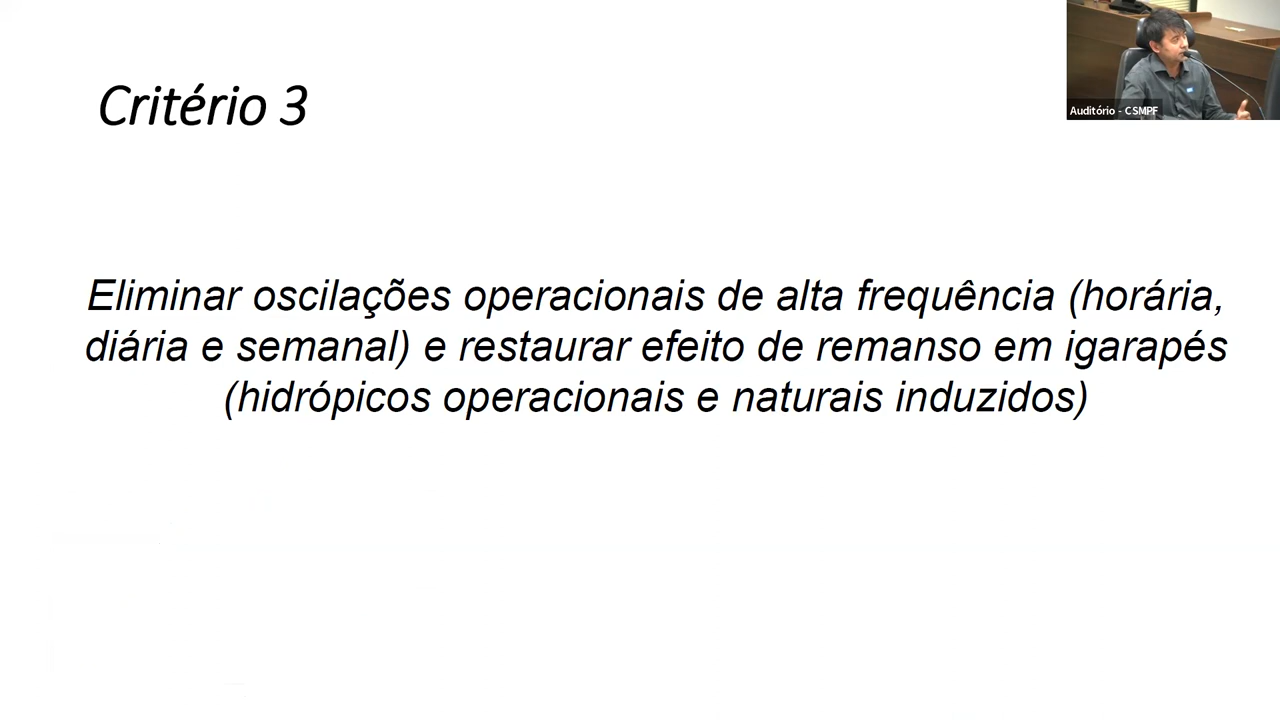 Critério 3
Auditório - CSMPF
Eliminar oscilações operacionais de alta frequência (horária,
diária e semanal) e restaurar efeito de remanso em igarapés
(hidrópicos operacionais e naturais induzidos)